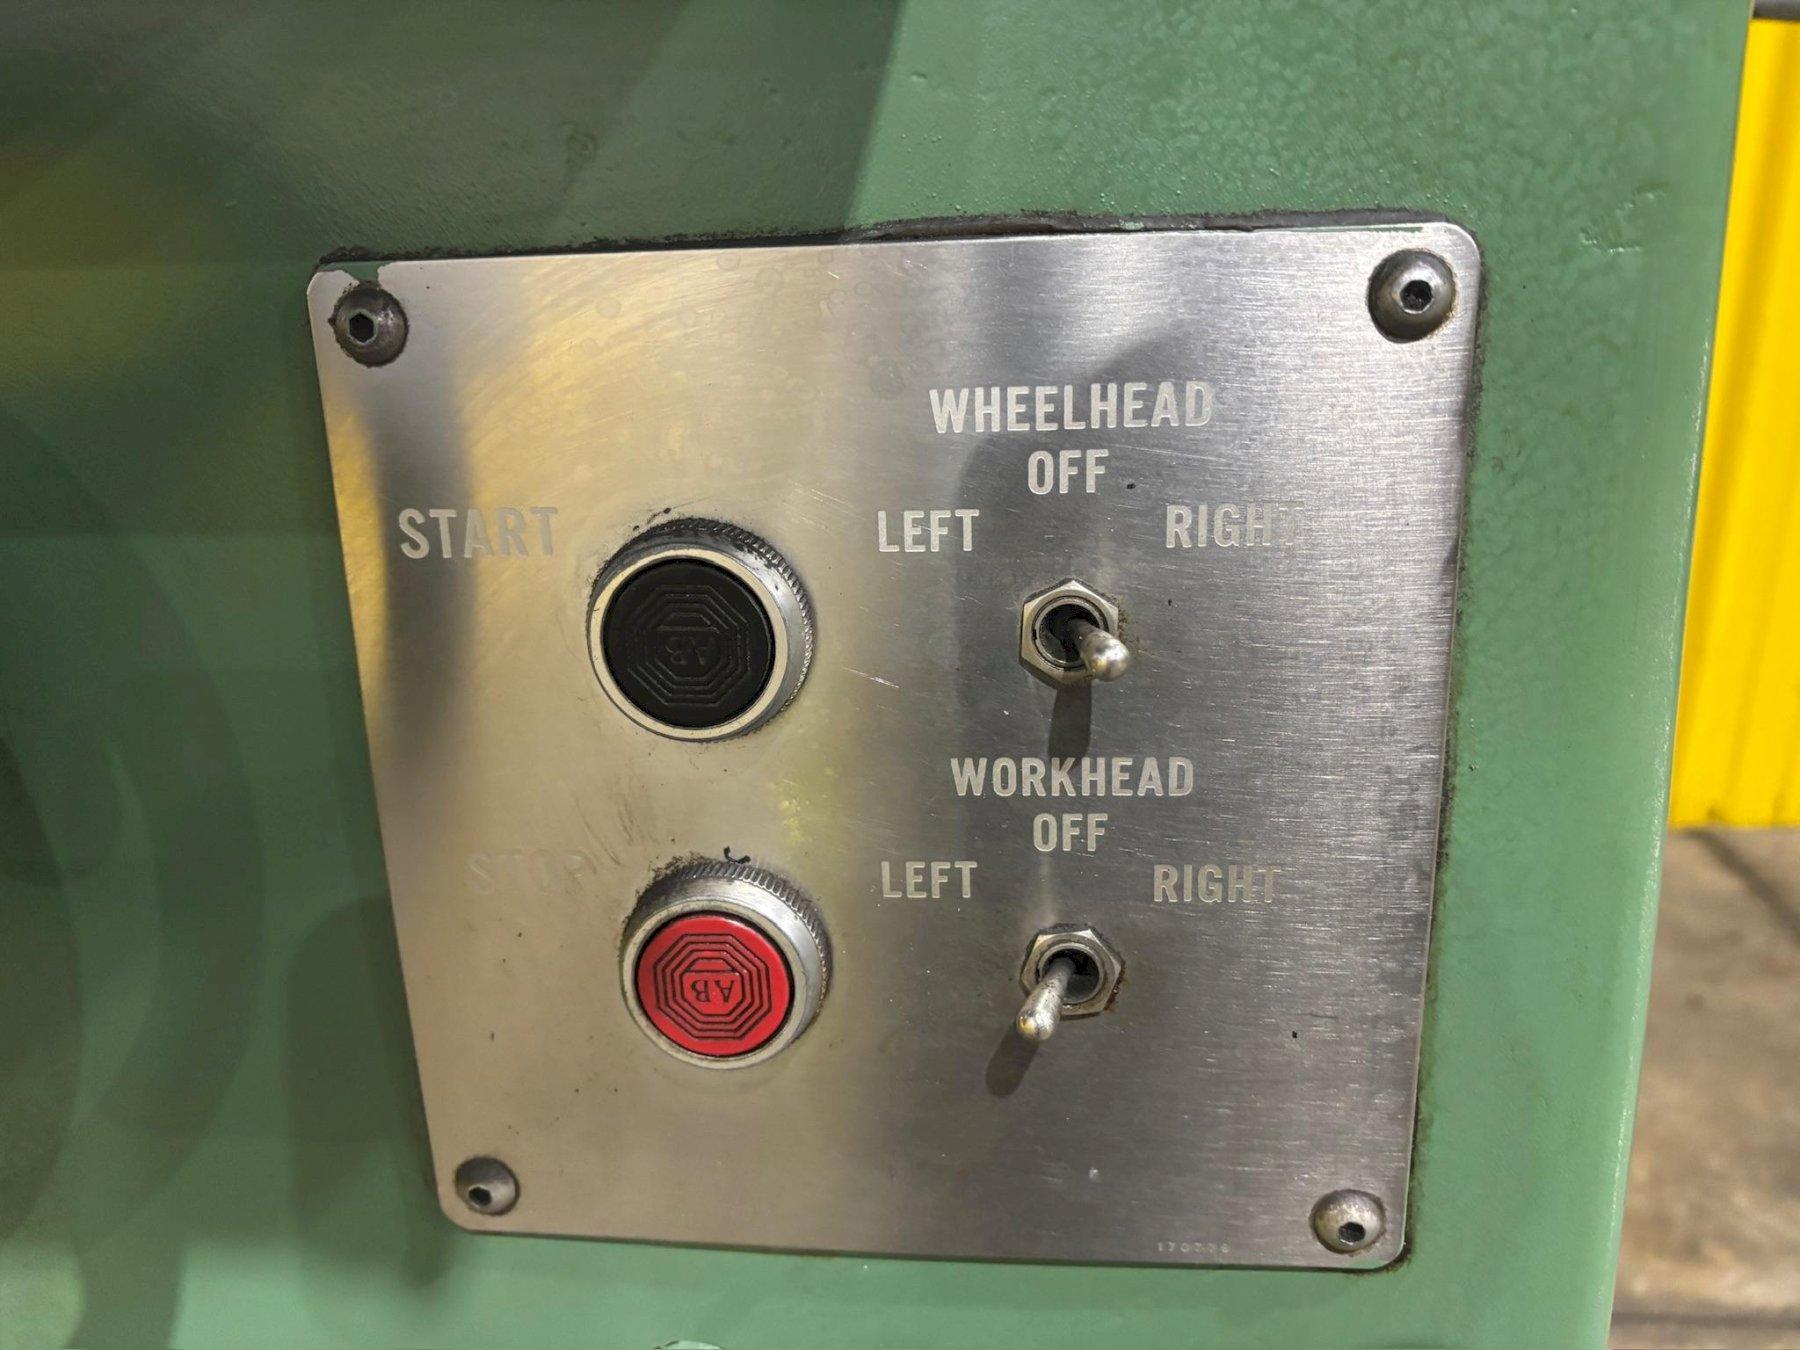 WHEELHEAD
OFF
LEFT RIGHT
START
AB
WORKHEAD
OFF
LEFT RIGHT
STOP
AB